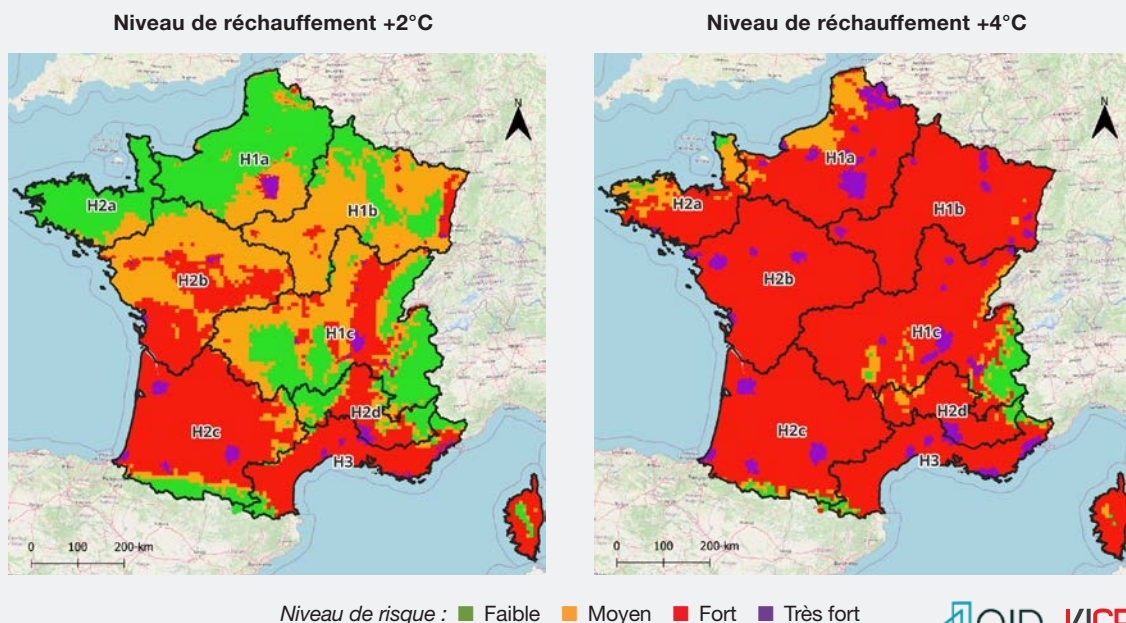 Niveau de réchauffement +2°C
N
H1a
H2a
H1b
H2b
H1c
H2d
H2c
H3
0 100 200 km
Niveau de réchauffement +4°C
N
H1a
H2a
H1b
H2b
H1c
H2d
H2c
H3
0 100 200 km
Niveau de risque : Faible Moyen Fort Très fort
OID